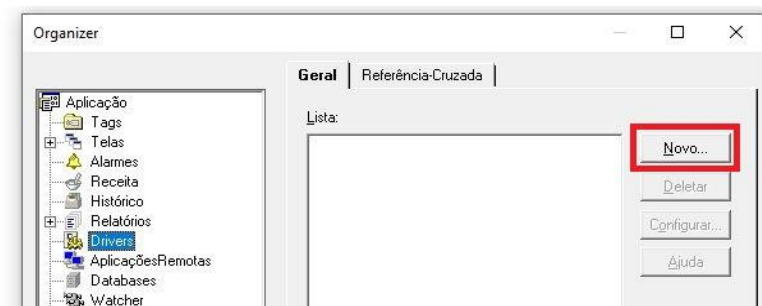 Organizer
Geral
Referência-Cruzada
Aplicação
Tags
Telas
Alarmes
Receita
Histórico
Relatórios
Drivers
AplicaçõesRemotas
Databases
Watcher
Lista:
Novo...
Deletar
Configurar...
Ajuda